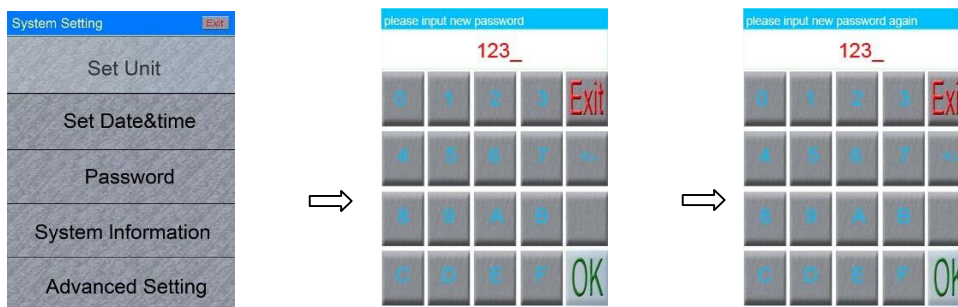 System Setting Exit
Set Unit
Set Date&time
Password
System Information
Advanced Setting
please input new password
123_
0 1 2 3 Exit
4 5 6 7 <-
8 9 A B
C D E F OK
please input new password again
123_
0 1 2 3 Exi
4 5 6 7 <-
8 9 A B
C D E F OK